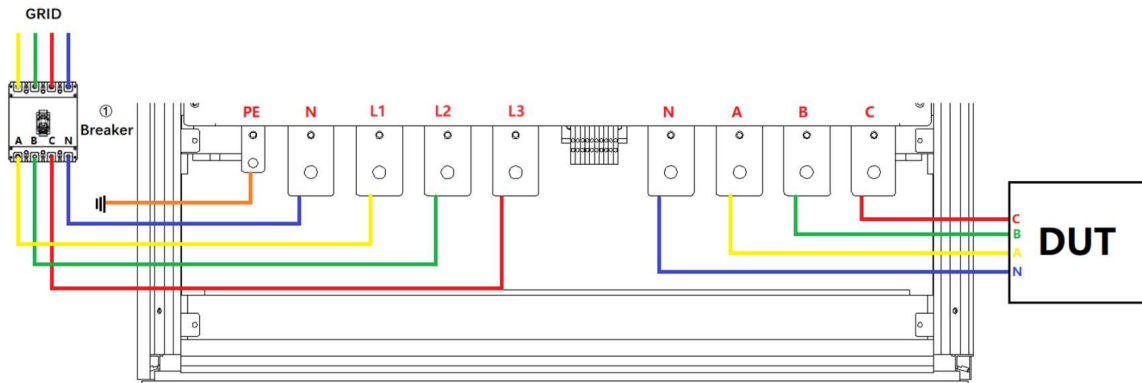 GRID
①
Breaker
A B C N
PE N L1 L2 L3 N A B C
C
B
A
N
DUT